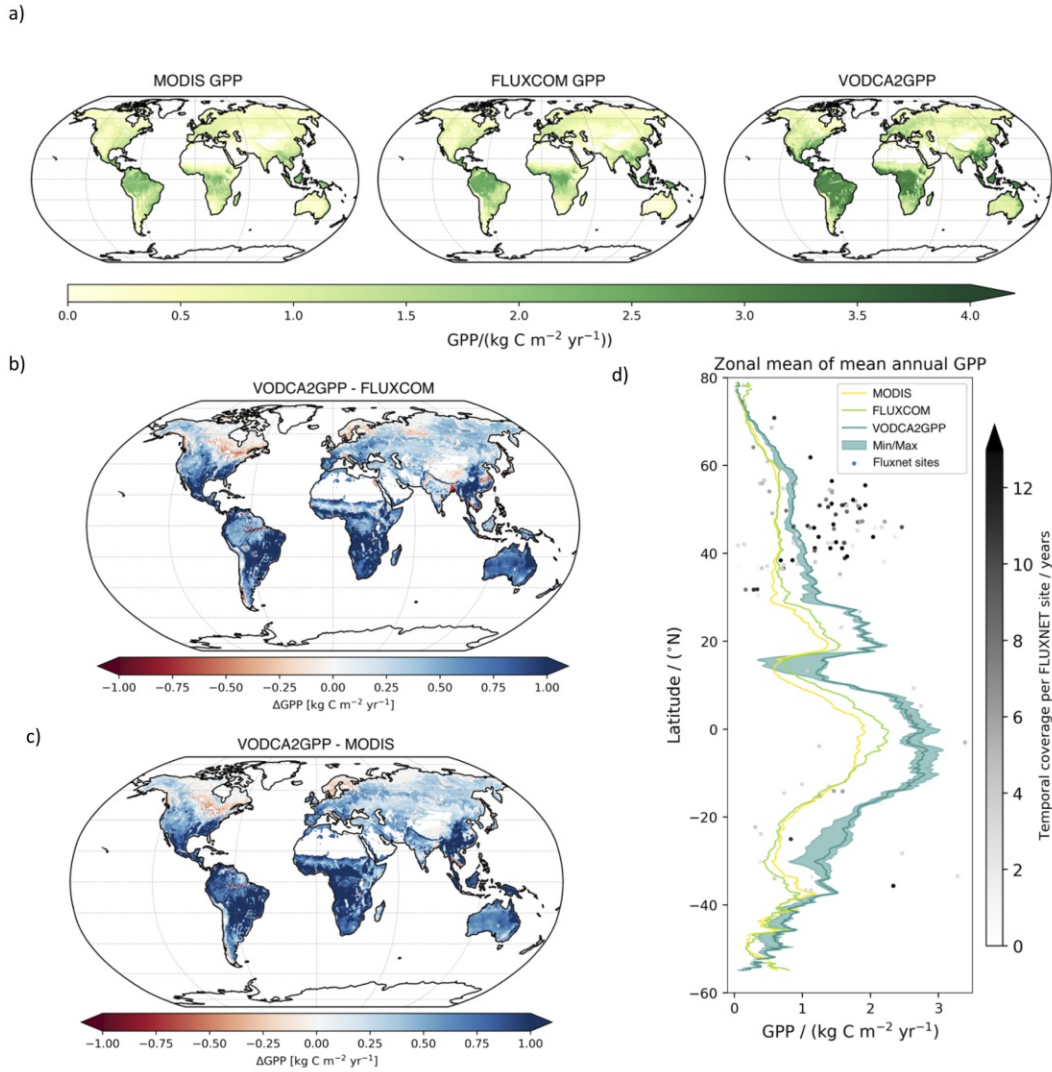 a)
MODIS GPP
FLUXCOM GPP
VODCA2GPP
0.0 0.5 1.0 1.5 2.0 2.5 3.0 3.5 4.0
GPP/(kg C m⁻² yr⁻¹))
b)
VODCA2GPP - FLUXCOM
−1.00 −0.75 −0.50 −0.25 0.00 0.25 0.50 0.75 1.00
ΔGPP [kg C m⁻² yr⁻¹]
c)
VODCA2GPP - MODIS
−1.00 −0.75 −0.50 −0.25 0.00 0.25 0.50 0.75 1.00
ΔGPP [kg C m⁻² yr⁻¹]
d)
Zonal mean of mean annual GPP
MODIS
FLUXCOM
VODCA2GPP
Min/Max
Fluxnet sites
80
60
40
20
0
−20
−40
−60
Latitude / (°N)
0 1 2 3
GPP / (kg C m⁻² yr⁻¹)
12
10
8
6
4
2
0
Temporal coverage per FLUXNET site / years